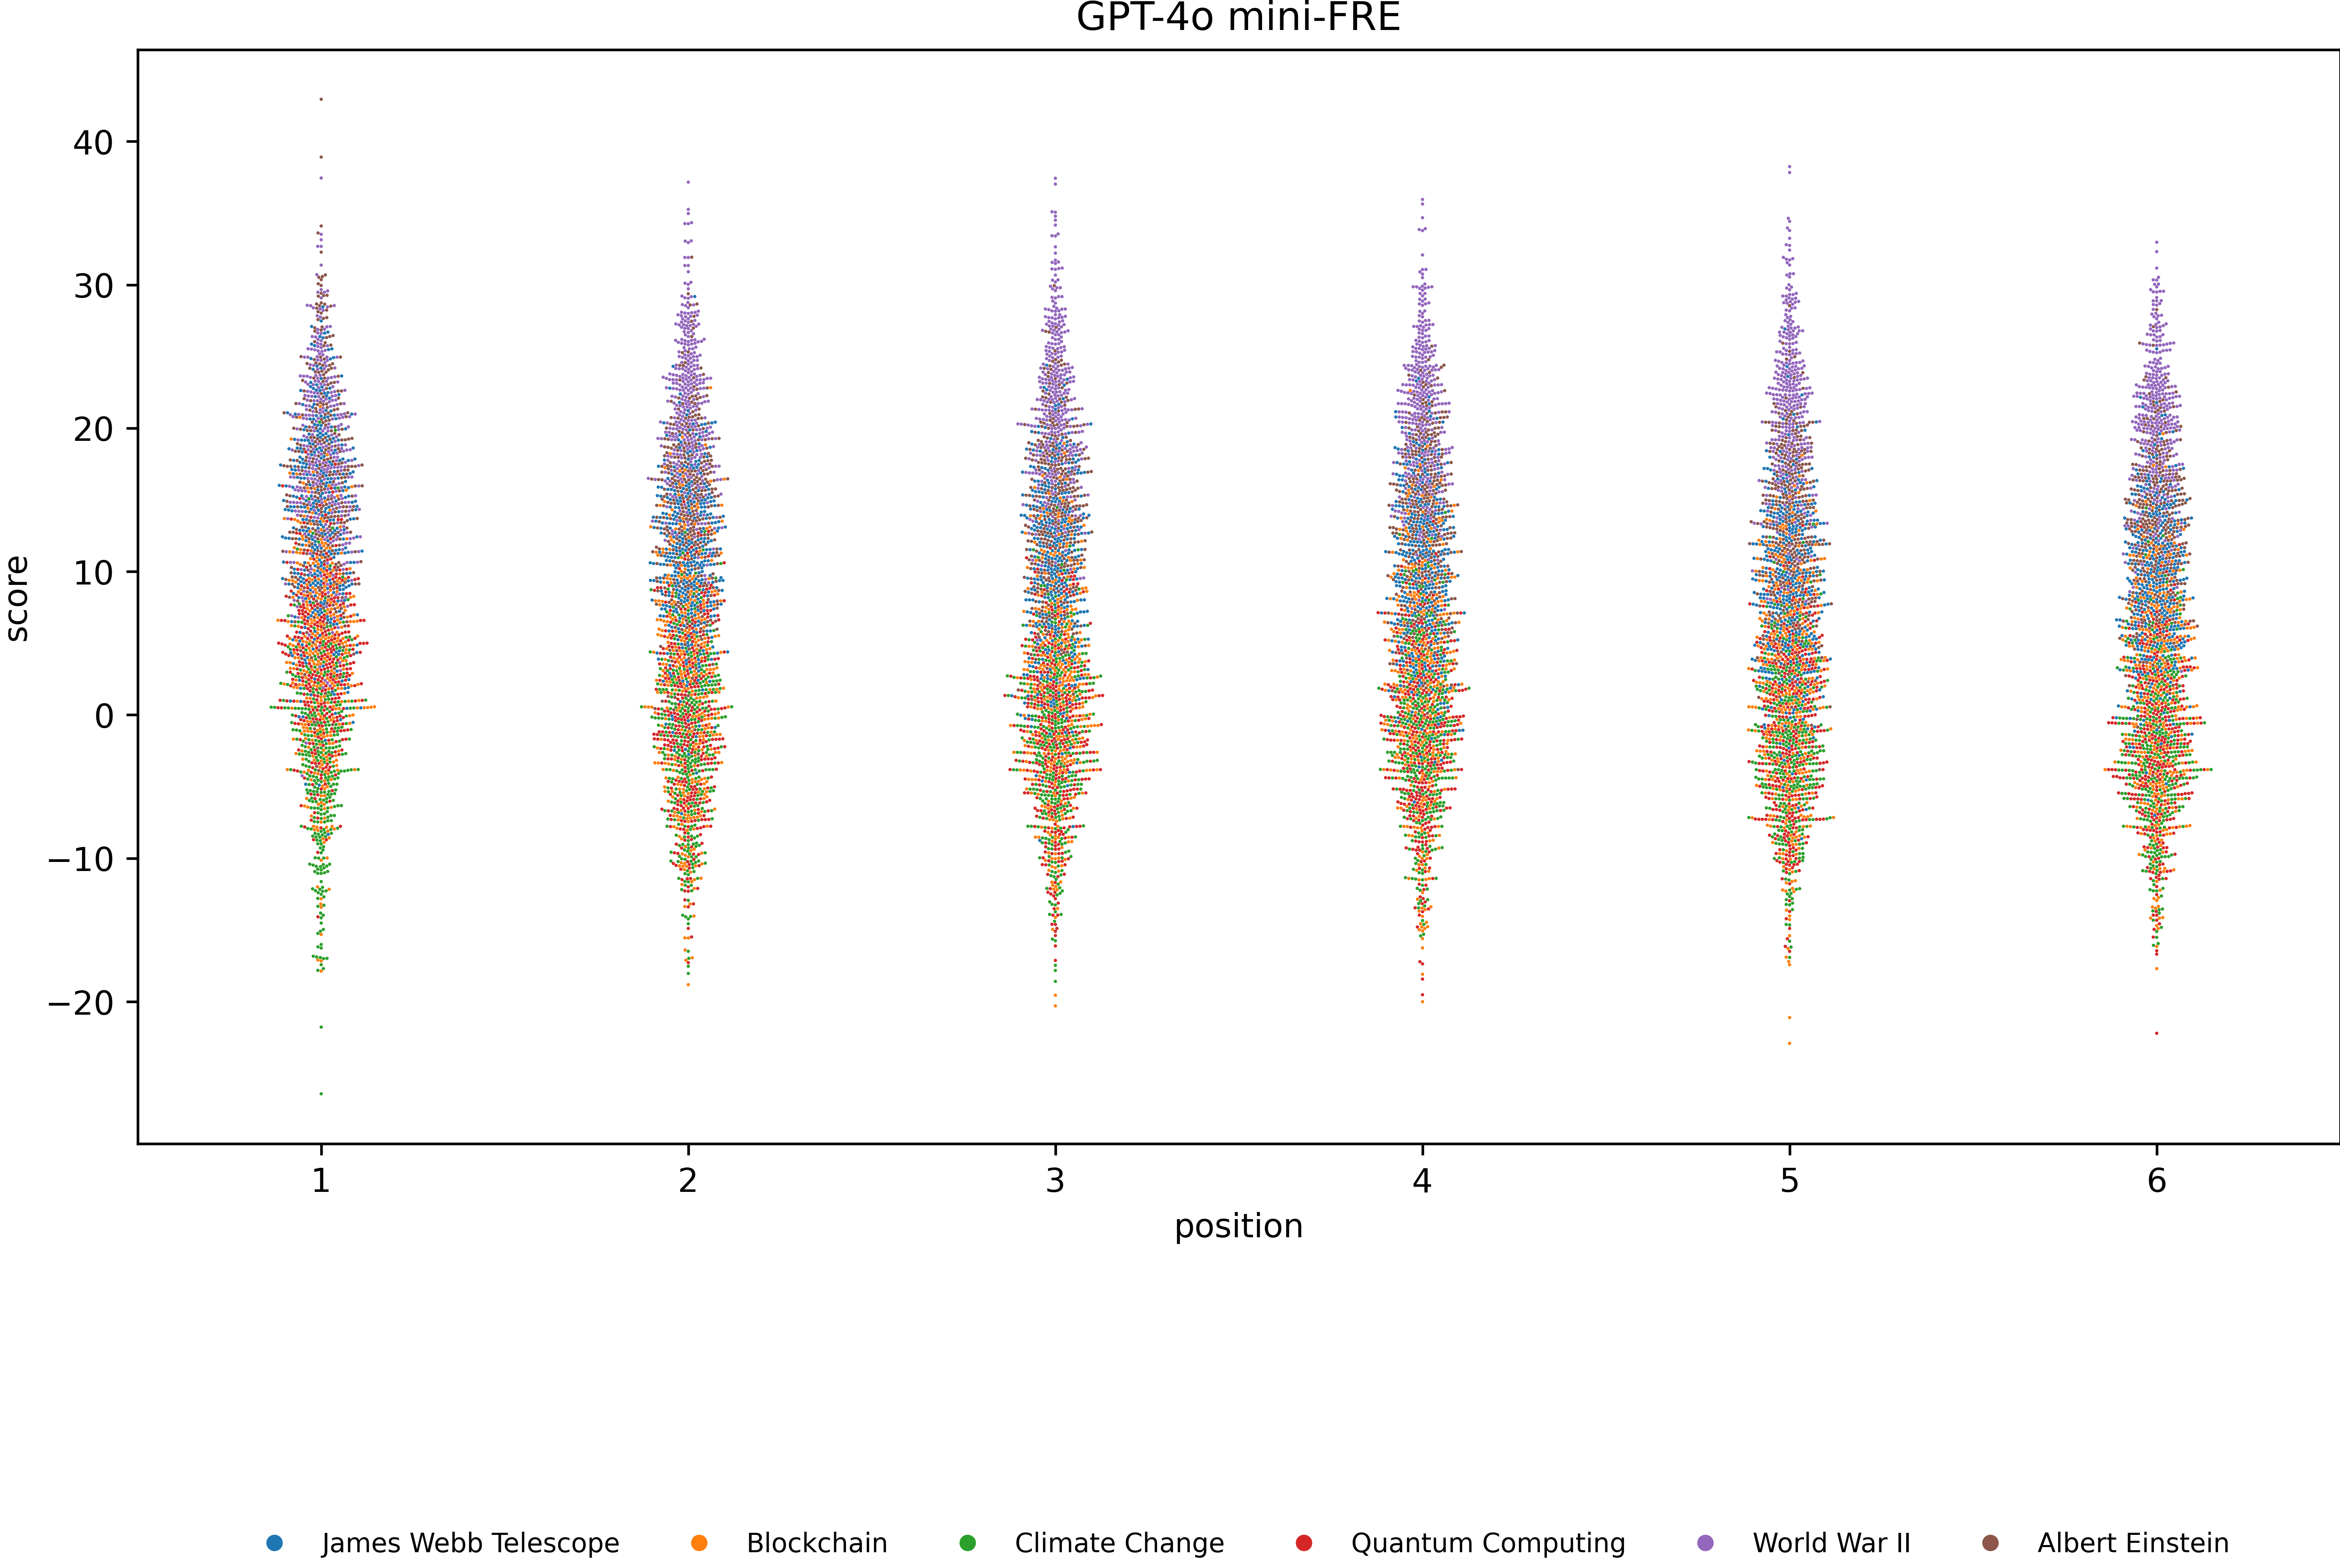 GPT-4o mini-FRE
score
40
30
20
10
0
−10
−20
1 2 3 4 5 6
position
James Webb Telescope Blockchain Climate Change Quantum Computing World War II Albert Einstein